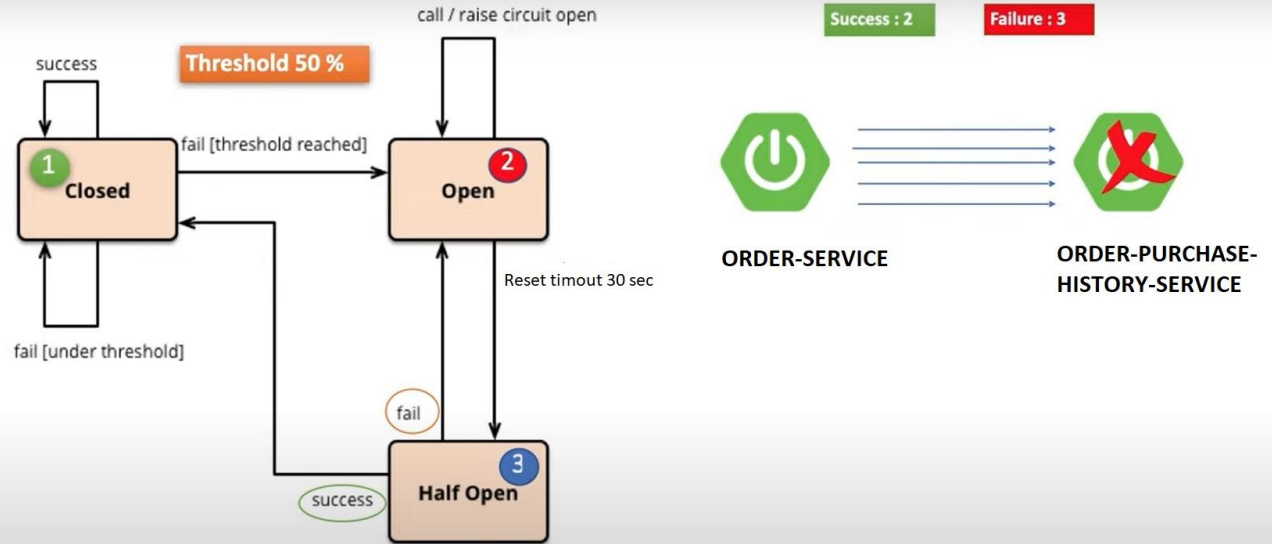 call / raise circuit open
Success : 2
Failure : 3
success
Threshold 50 %
fail [threshold reached]
1
Closed
2
Open
ORDER-SERVICE
ORDER-PURCHASE-
HISTORY-SERVICE
Reset timout 30 sec
fail [under threshold]
fail
3
Half Open
success